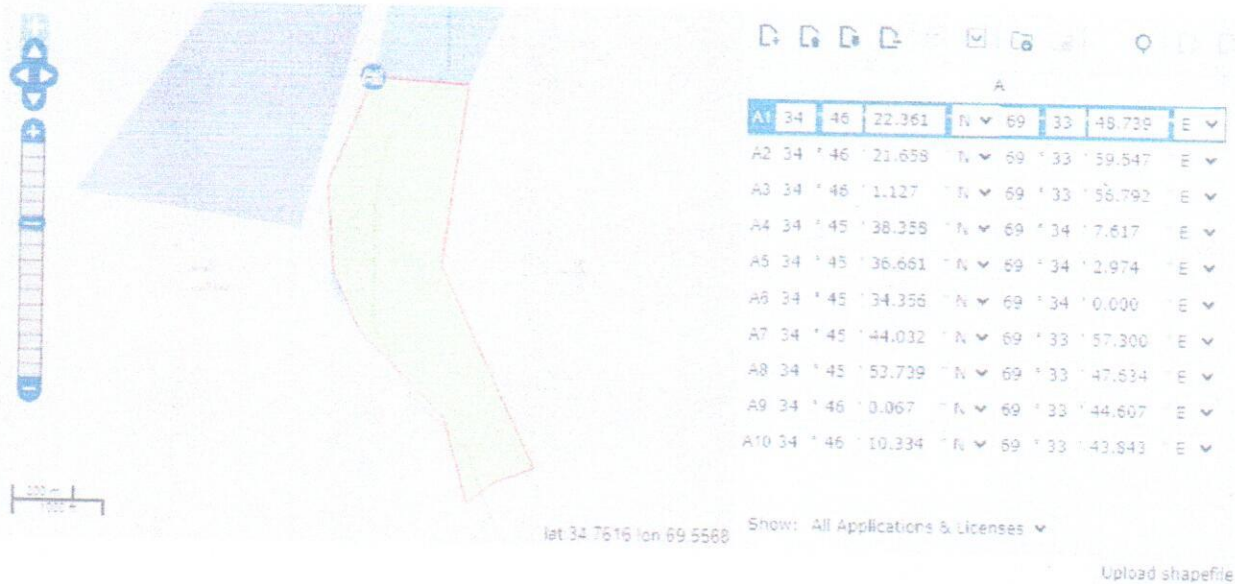 A
A1 34 46 22.361 N 69 33 48.739 E
A2 34 ° 46 ' 21.658 " N 69 ° 33 ' 59.547 " E
A3 34 ° 46 ' 1.127 " N 69 ° 33 ' 56.792 " E
A4 34 ° 45 ' 38.358 " N 69 ° 34 ' 7.617 " E
A5 34 ° 45 ' 36.661 " N 69 ° 34 ' 2.974 " E
A6 34 ° 45 ' 34.356 " N 69 ° 34 ' 0.000 " E
A7 34 ° 45 ' 44.032 " N 69 ° 33 ' 57.300 " E
A8 34 ° 45 ' 53.739 " N 69 ° 33 ' 47.634 " E
A9 34 ° 46 ' 0.067 " N 69 ° 33 ' 44.607 " E
A10 34 ° 46 ' 10.334 " N 69 ° 33 ' 43.843 " E
lat:34.7616 lon:69.5568
Show: All Applications & Licenses
Upload shapefile